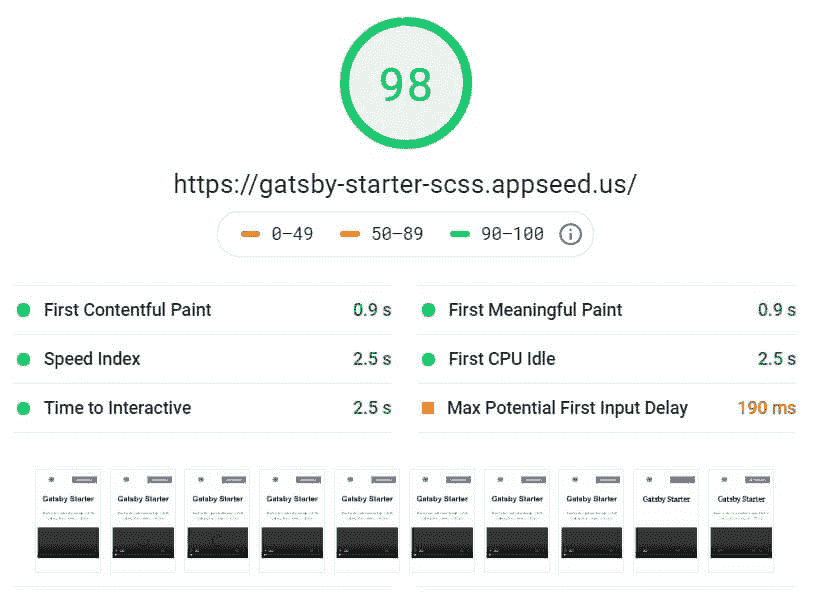 98
https://gatsby-starter-scss.appseed.us/
0–49 50–89 90–100
First Contentful Paint 0.9 s
First Meaningful Paint 0.9 s
Speed Index 2.5 s
First CPU Idle 2.5 s
Time to Interactive 2.5 s
Max Potential First Input Delay 190 ms
Gatsby Starter Gatsby Starter Gatsby Starter Gatsby Starter Gatsby Starter Gatsby Starter Gatsby Starter Gatsby Starter Gatsby Starter Gatsby Starter